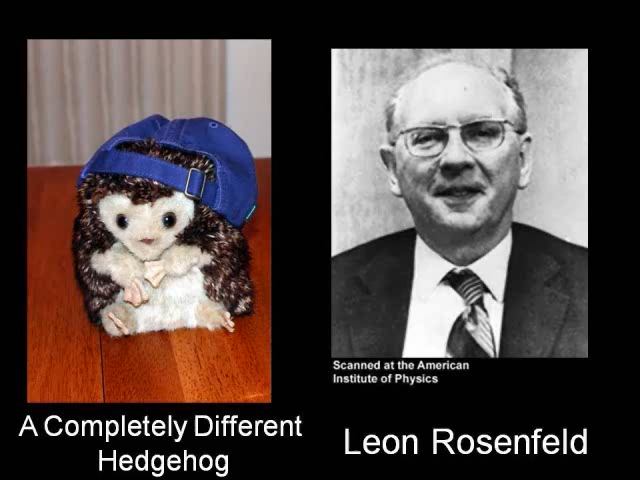 Scanned at the American
Institute of Physics
A Completely Different
Hedgehog
Leon Rosenfeld